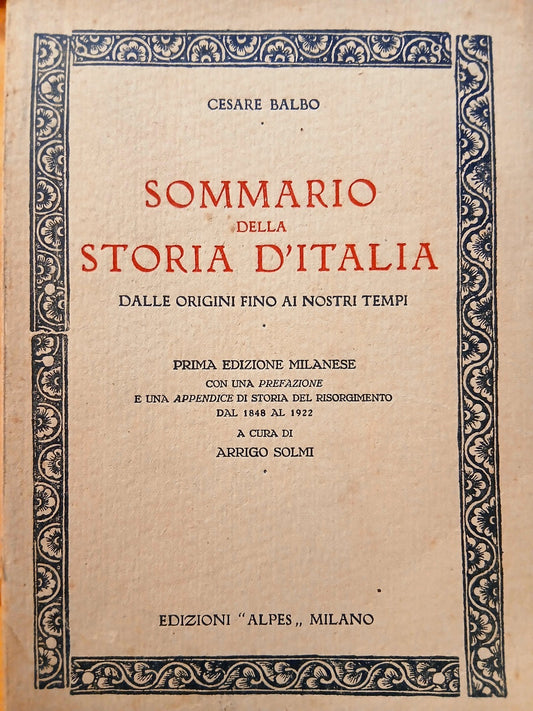 CESARE BALBO
SOMMARIO
DELLA
STORIA D'ITALIA
DALLE ORIGINI FINO AI NOSTRI TEMPI
PRIMA EDIZIONE MILANESE
CON UNA PREFAZIONE
E UNA APPENDICE DI STORIA DEL RISORGIMENTO
DAL 1848 AL 1922
A CURA DI
ARRIGO SOLMI
EDIZIONI "ALPES„ MILANO